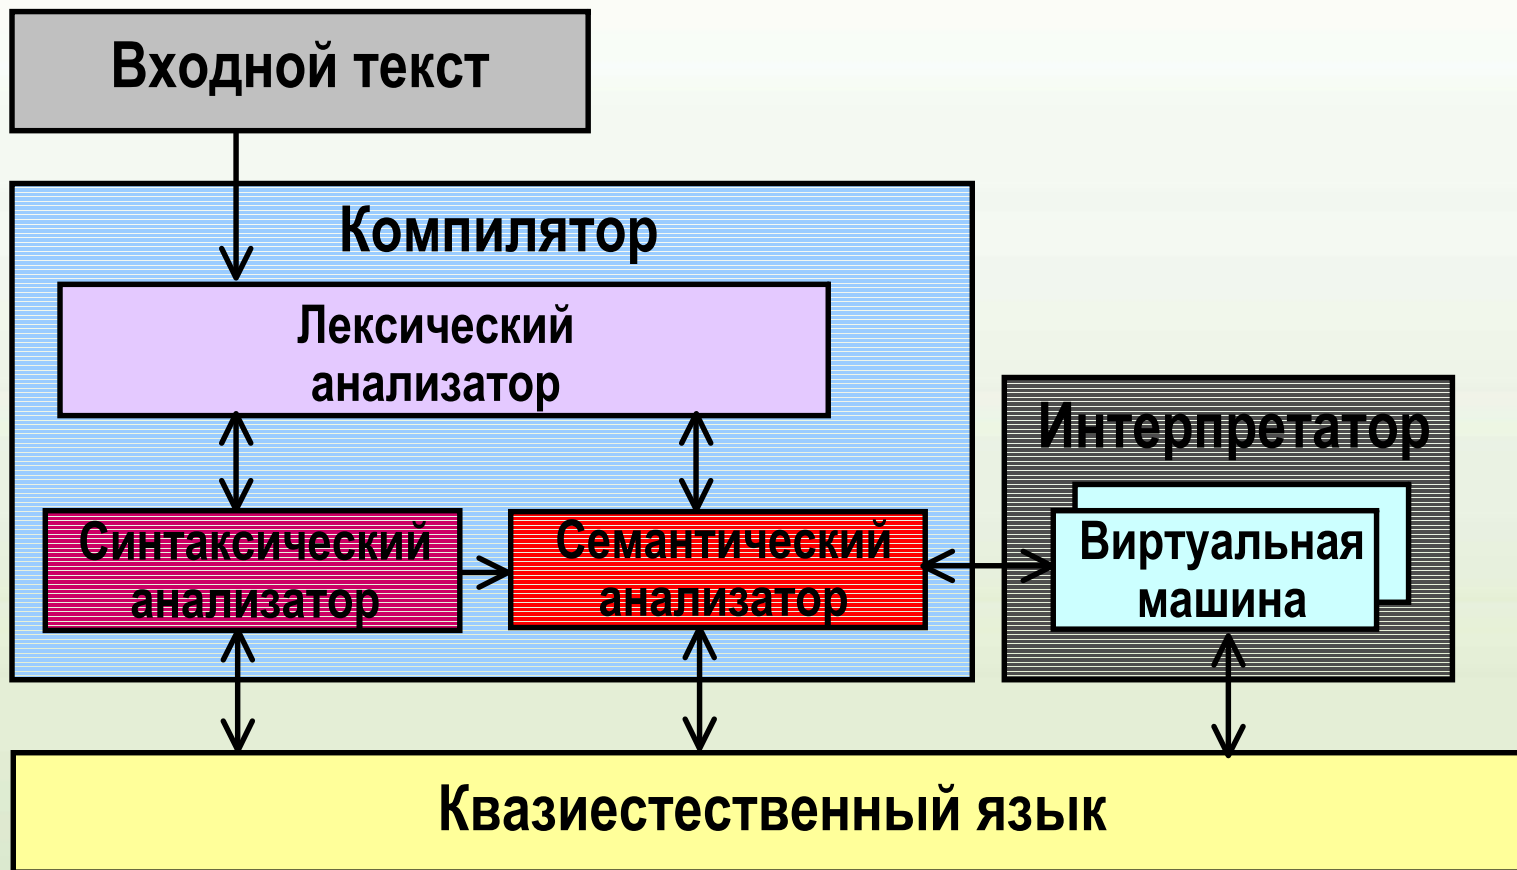 Входной текст
Компилятор
Лексический
анализатор
Интерпретатор
Синтаксический
анализатор
Семантический
анализатор
Виртуальная
машина
Квазиестественный язык